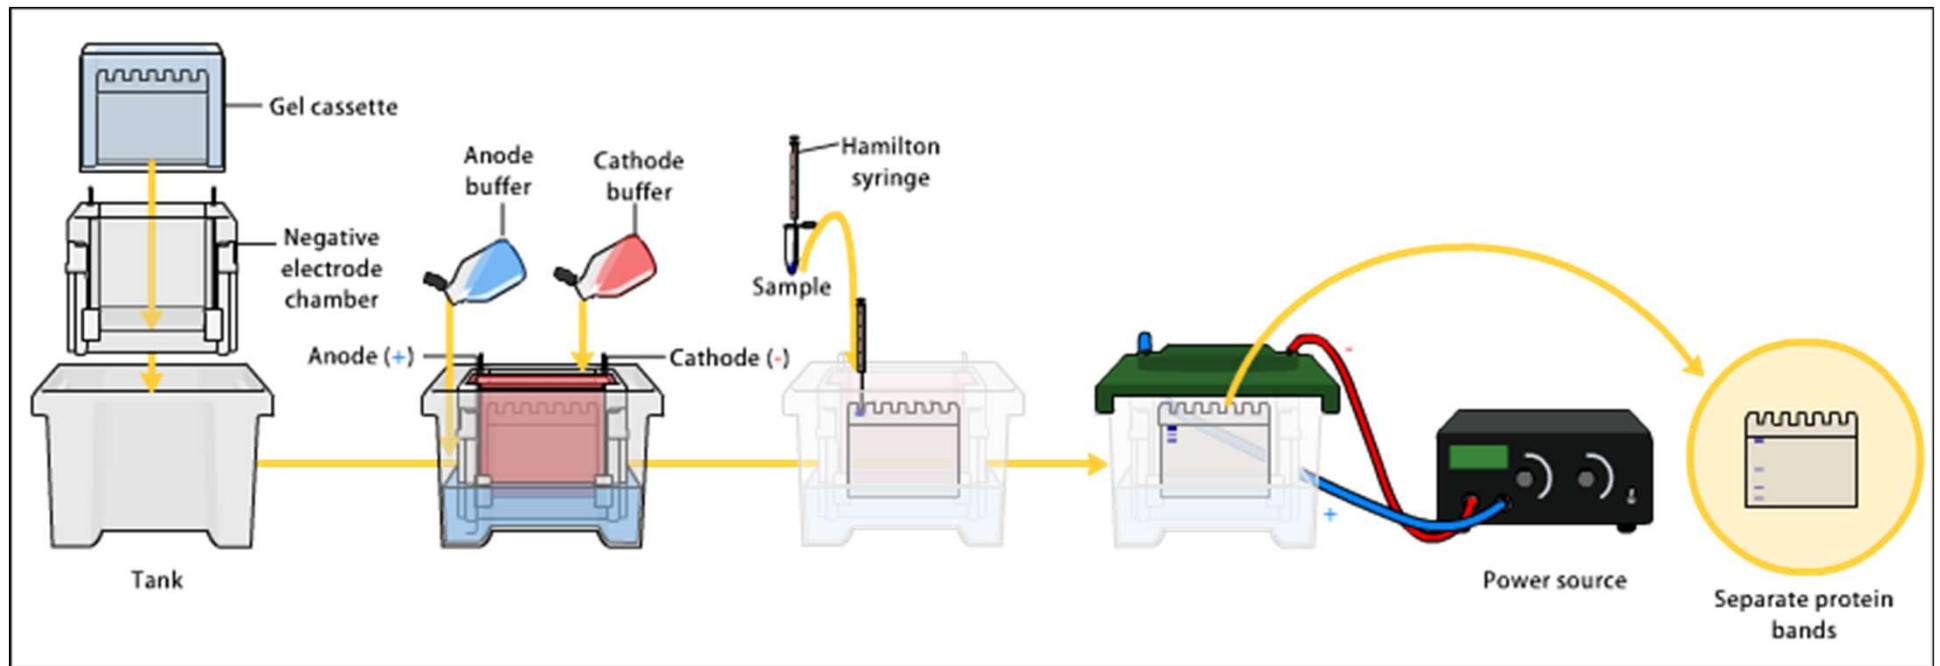 Gel cassette
Negative
electrode
chamber
Tank
Anode
buffer
Cathode
buffer
Anode (+)
Cathode (-)
Hamilton
syringe
Sample
-
+
Power source
Separate protein
bands